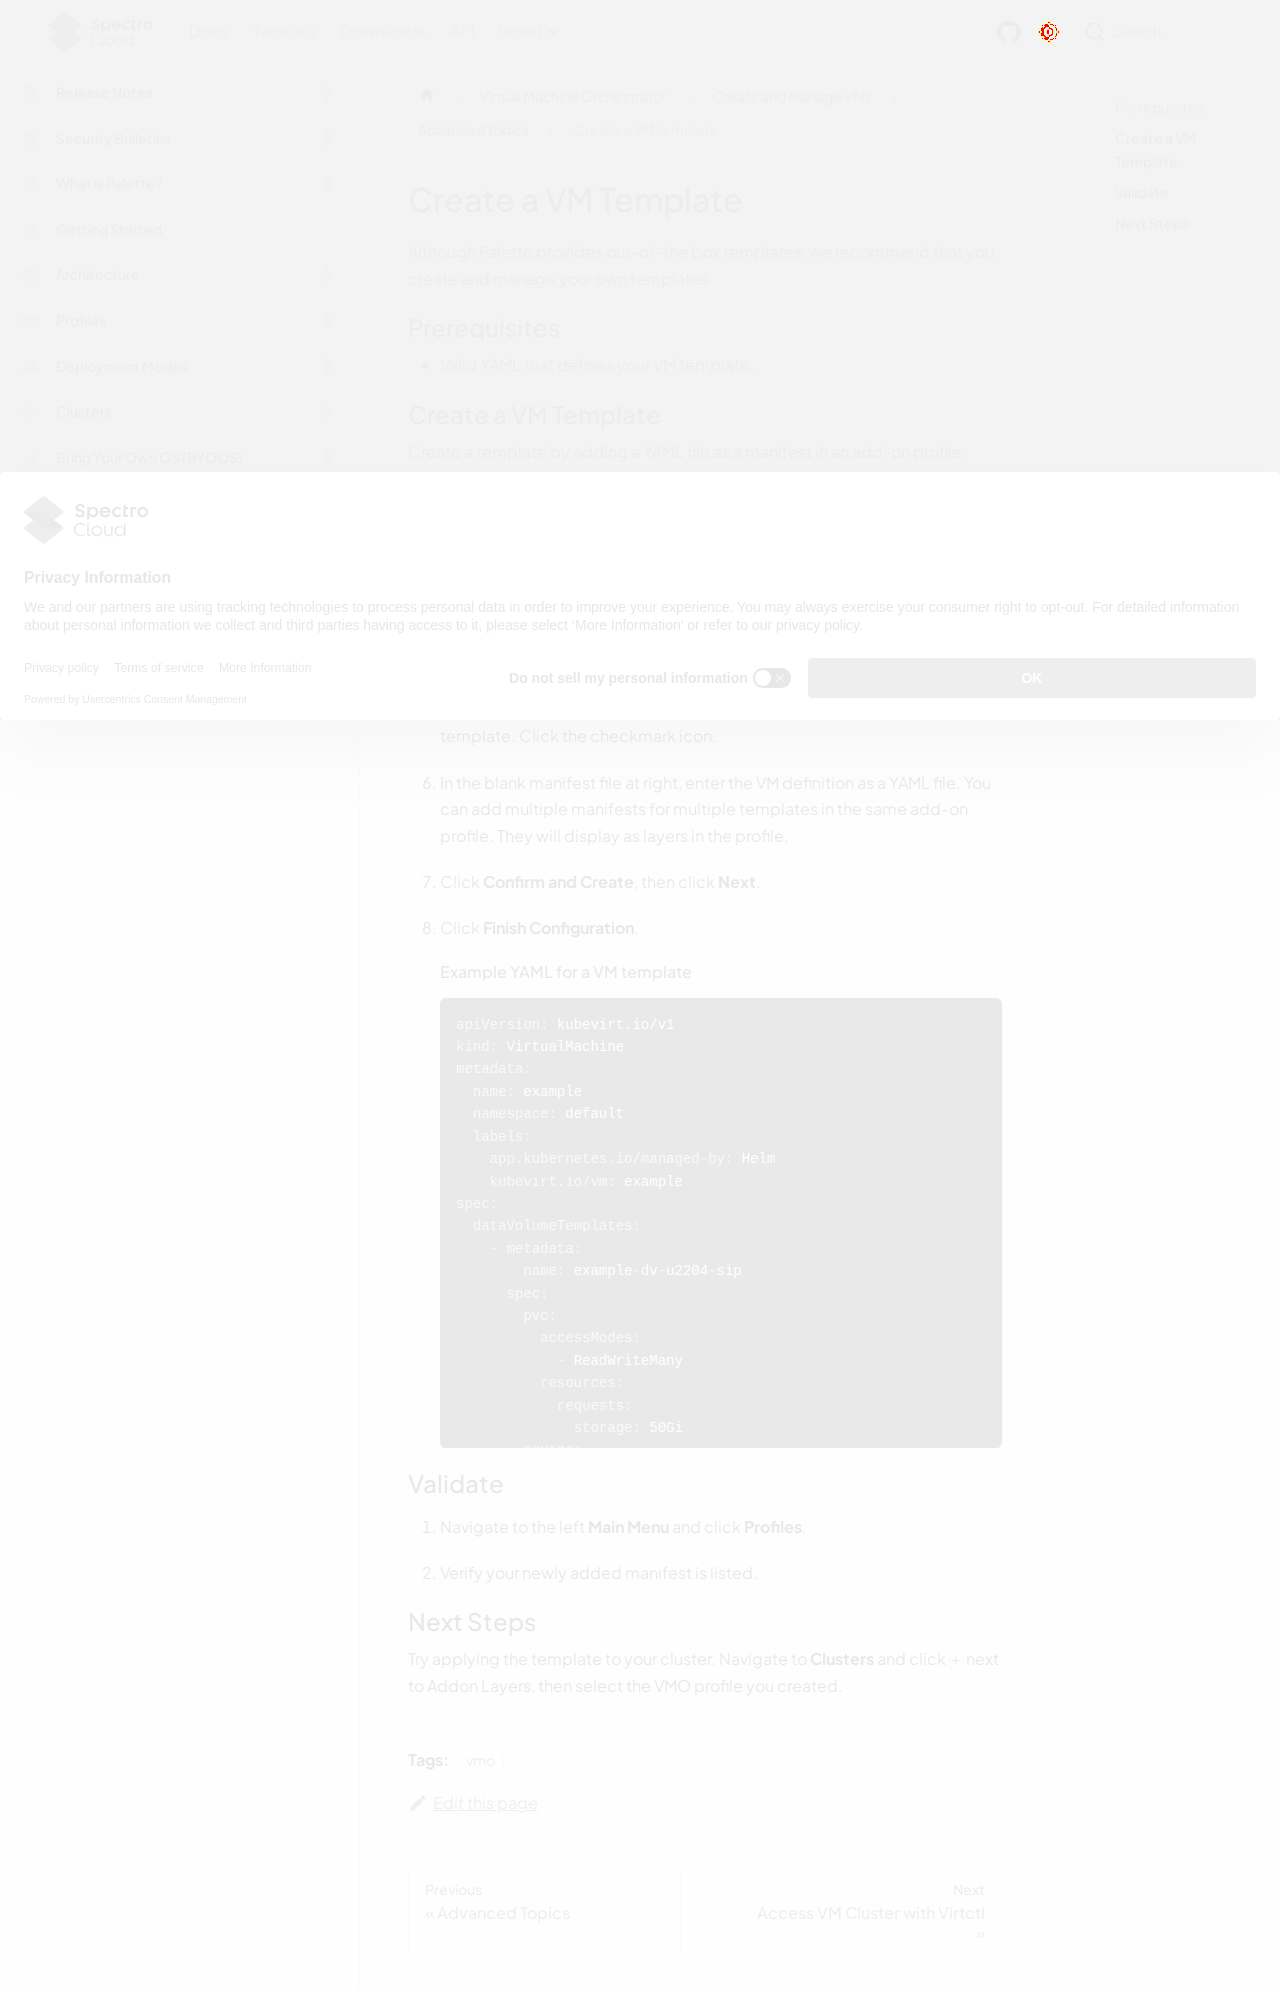 Spectro
Cloud
Docs
Tutorials
Downloads
API
latest
Search
Release Notes
Security Bulletins
What is Palette?
Getting Started
Architecture
Profiles
Deployment Modes
Clusters
Bring Your Own OS (BYOOS)
Virtual Machine Orchestrator
Create and Manage VMs
Advanced Topics
Create a VM Template
Prerequisites
Create a VM
Template
Validate
Next Steps
Create a VM Template
Although Palette provides out-of-the box templates, we recommend that you
create and manage your own templates.
Prerequisites
• Valid YAML that defines your VM template.
Create a VM Template
Create a template by adding a YAML file as a manifest in an add-on profile.
Spectro
Cloud
Privacy Information
We and our partners are using tracking technologies to process personal data in order to improve your experience. You may always exercise your consumer right to opt-out. For detailed information
about personal information we collect and third parties having access to it, please select 'More Information' or refer to our privacy policy.
Privacy policy
Terms of service
More Information
Powered by Usercentrics Consent Management
Do not sell my personal information
OK
template. Click the checkmark icon.
6. In the blank manifest file at right, enter the VM definition as a YAML file. You
can add multiple manifests for multiple templates in the same add-on
profile. They will display as layers in the profile.
7. Click Confirm and Create, then click Next.
8. Click Finish Configuration.
Example YAML for a VM template
apiVersion: kubevirt.io/v1
kind: VirtualMachine
metadata:
name: example
namespace: default
labels:
app.kubernetes.io/managed-by: Helm
kubevirt.io/vm: example
spec:
dataVolumeTemplates:
- metadata:
name: example-dv-u2204-sip
spec:
pvc:
accessModes:
- ReadWriteMany
resources:
requests:
storage: 50Gi
Validate
1. Navigate to the left Main Menu and click Profiles.
2. Verify your newly added manifest is listed.
Next Steps
Try applying the template to your cluster. Navigate to Clusters and click + next
to Addon Layers, then select the VMO profile you created.
Tags: vmo
Edit this page
Previous
« Advanced Topics
Next
Access VM Cluster with Virtctl
»